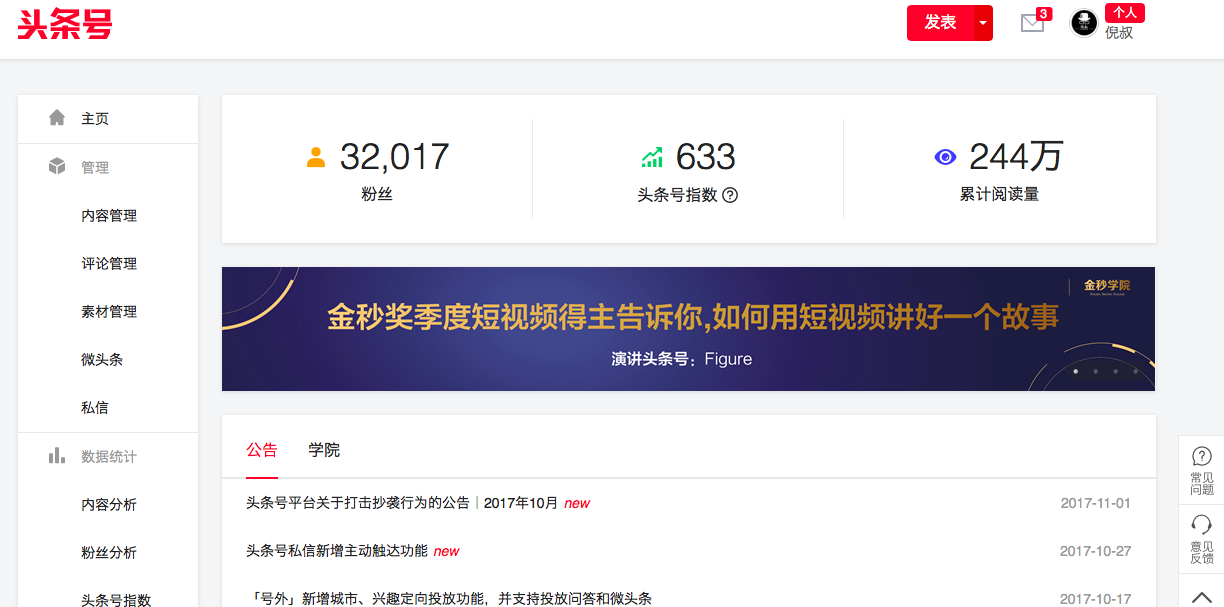 头条号
发表
3
个人
倪叔
主页
管理
内容管理
评论管理
素材管理
微头条
私信
数据统计
内容分析
粉丝分析
头条号指数
32,017
粉丝
633
头条号指数 ?
244万
累计阅读量
金秒学院
金秒奖季度短视频得主告诉你,如何用短视频讲好一个故事
演讲头条号：Figure
公告 学院
头条号平台关于打击抄袭行为的公告｜2017年10月 new 2017-11-01
头条号私信新增主动触达功能 new 2017-10-27
「号外」新增城市、兴趣定向投放功能，并支持投放问答和微头条 2017-10-17
?
常见
问题
意见
反馈